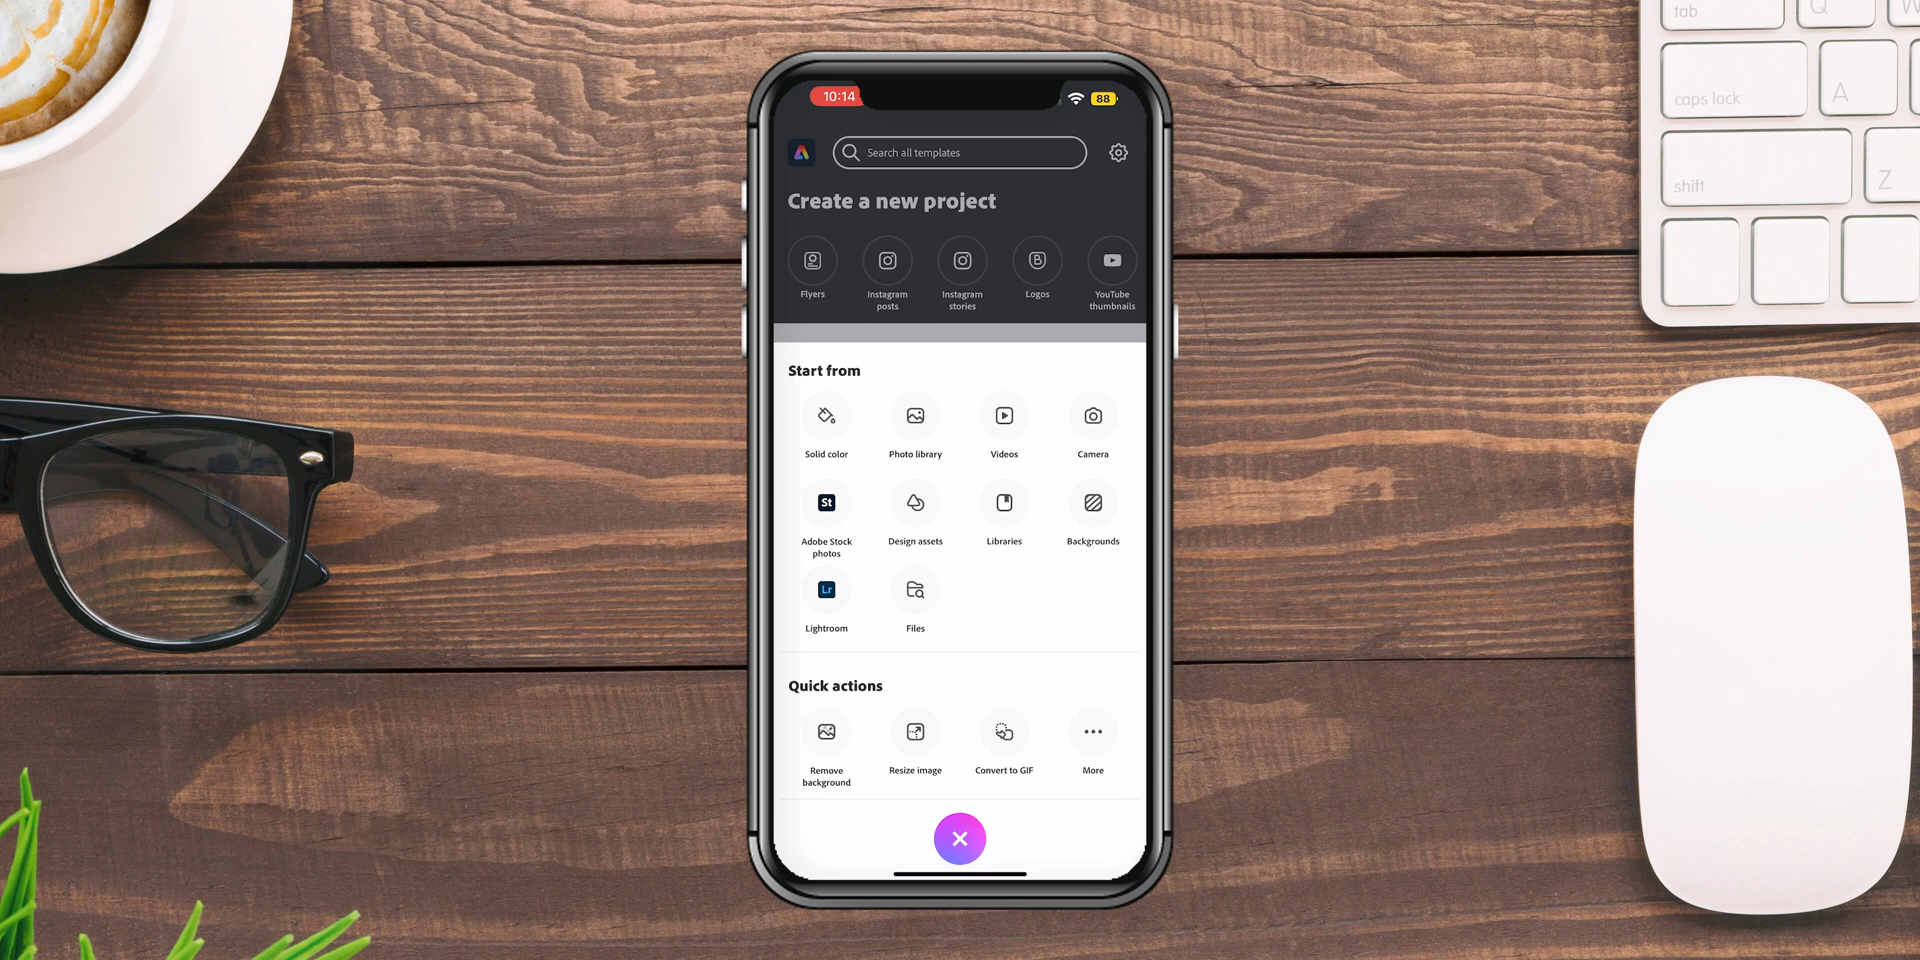 10:14
88
Search all templates
Create a new project
Flyers
Instagram posts
Instagram stories
Logos
YouTube thumbnails
Start from
Solid color
Photo library
Videos
Camera
St
Adobe Stock photos
Design assets
Libraries
Backgrounds
Lr
Lightroom
Files
Quick actions
Remove background
Resize image
Convert to GIF
More
tab
Q
W
caps lock
A
shift
Z